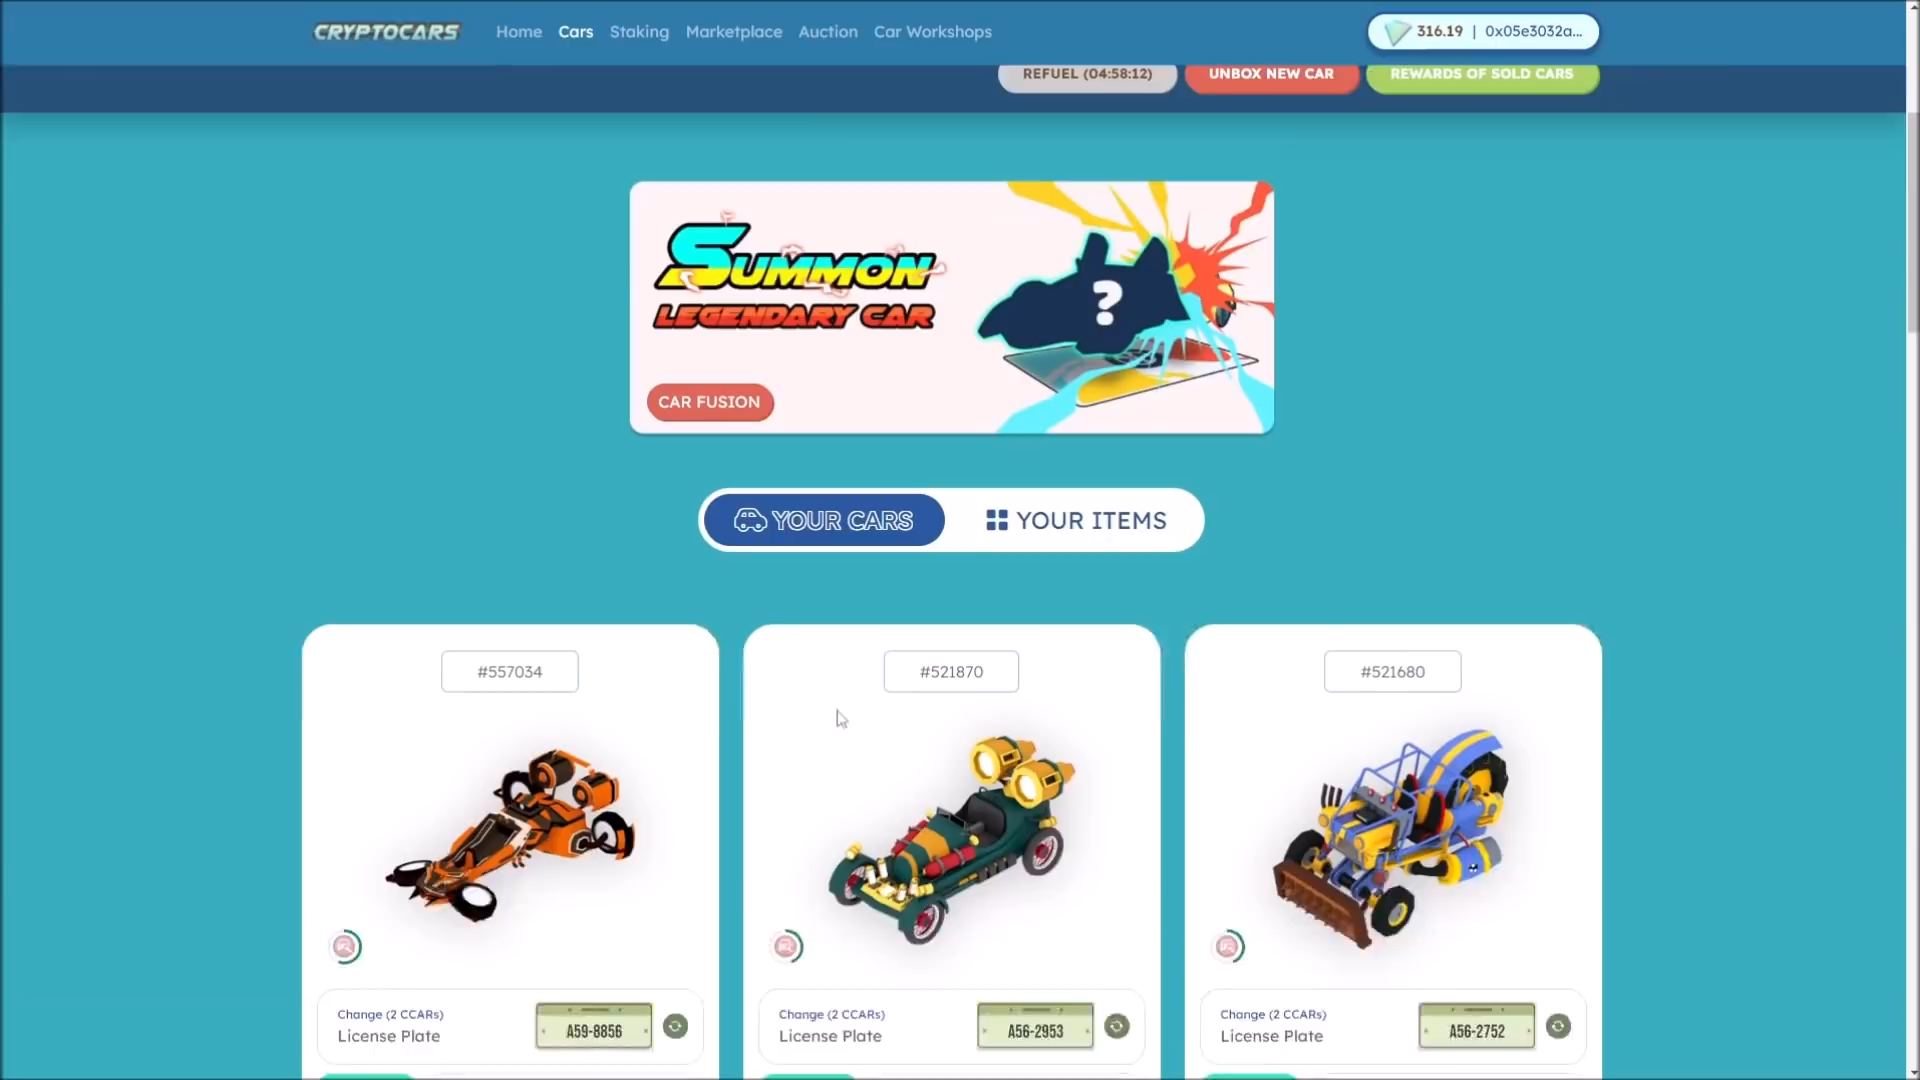 CRYPTOCARS Home Cars Staking Marketplace Auction Car Workshops 316.19 | 0x05e3032a...
REFUEL (04:58:12) UNBOX NEW CAR REWARDS OF SOLD CARS
SUMMON
LEGENDARY CAR
?
CAR FUSION
YOUR CARS YOUR ITEMS
#557034 #521870 #521680
Change (2 CCARs) Change (2 CCARs) Change (2 CCARs)
License Plate A59-8856 License Plate A56-2953 License Plate A56-2752